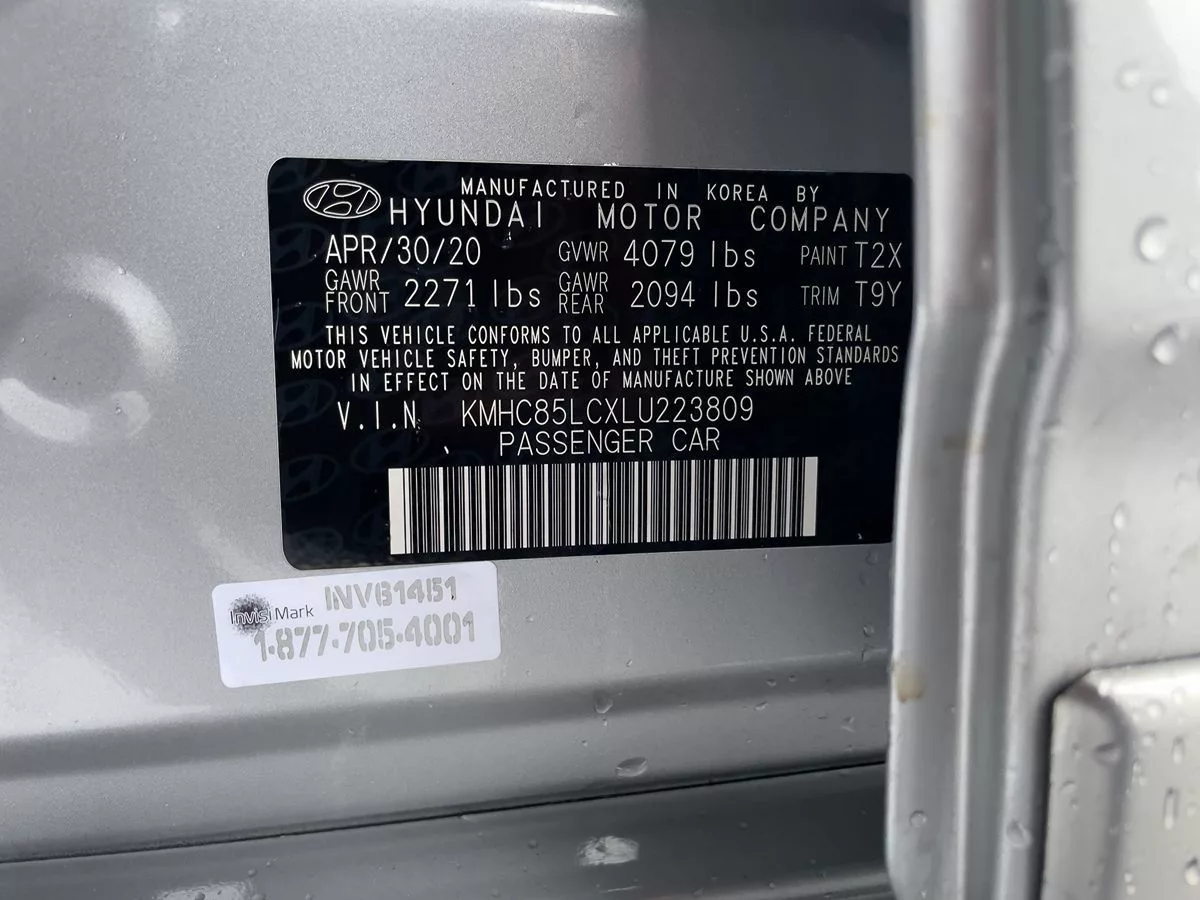 MANUFACTURED IN KOREA BY
HYUNDAI MOTOR COMPANY
APR/30/20 GVWR 4079 lbs PAINT T2X
GAWR FRONT 2271 lbs GAWR REAR 2094 lbs TRIM T9Y
THIS VEHICLE CONFORMS TO ALL APPLICABLE U.S.A. FEDERAL
MOTOR VEHICLE SAFETY, BUMPER, AND THEFT PREVENTION STANDARDS
IN EFFECT ON THE DATE OF MANUFACTURE SHOWN ABOVE
V.I.N KMHC85LCXLU223809
PASSENGER CAR
InvisiMark
1-877-705-4001